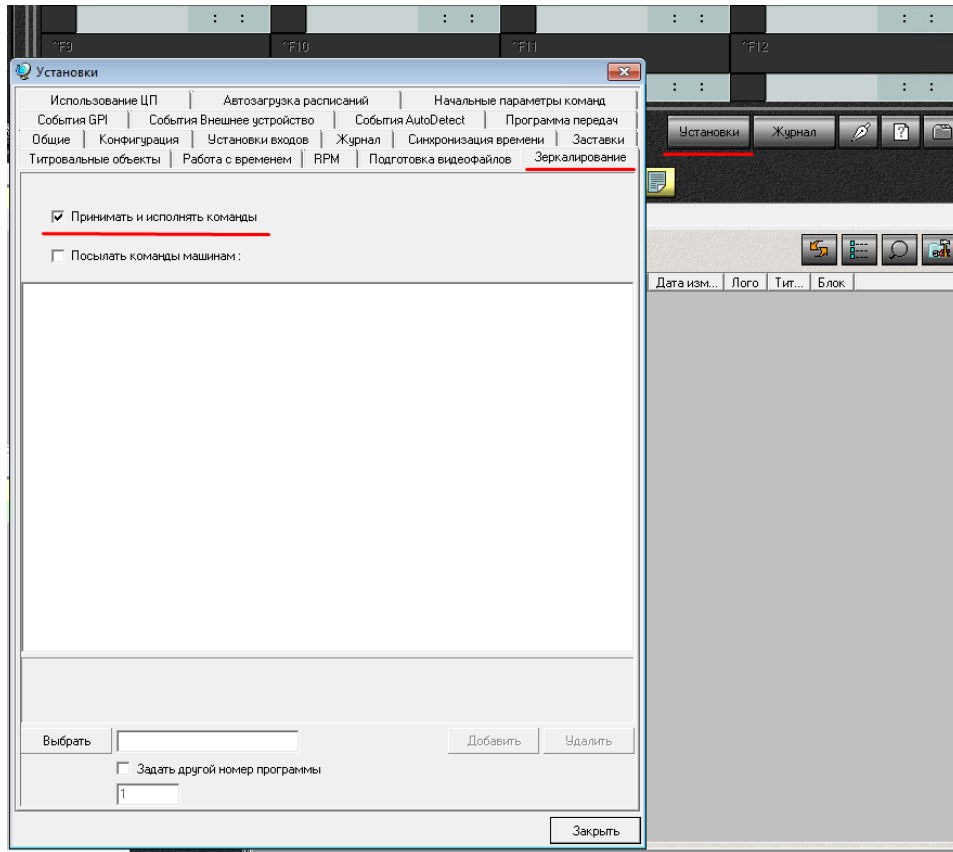 : : : : : : : :
^F9 ^F10 ^F11 ^F12
Установки
: : : :
Использование ЦП Автозагрузка расписаний Начальные параметры команд
События GPI События Внешнее устройство События AutoDetect Программа передач
Общие Конфигурация Установки входов Журнал Синхронизация времени Заставки
Титровальные объекты Работа с временем RPM Подготовка видеофайлов Зеркалирование
Установки Журнал ?
Принимать и исполнять команды
Посылать команды машинам :
edit
Дата изм... Лого Тит... Блок
Выбрать Добавить Удалить
Задать другой номер программы
1
Закрыть